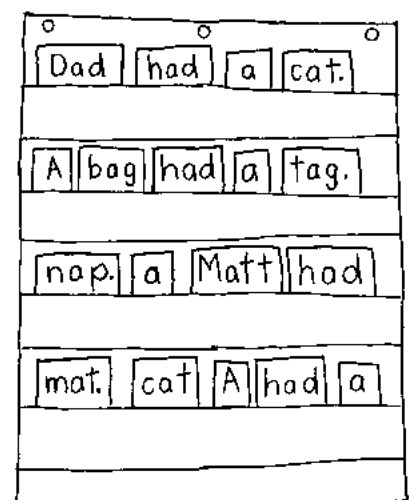 Dad had a cat.
A bag had a tag.
nap. a Matt had
mat. cat A had a